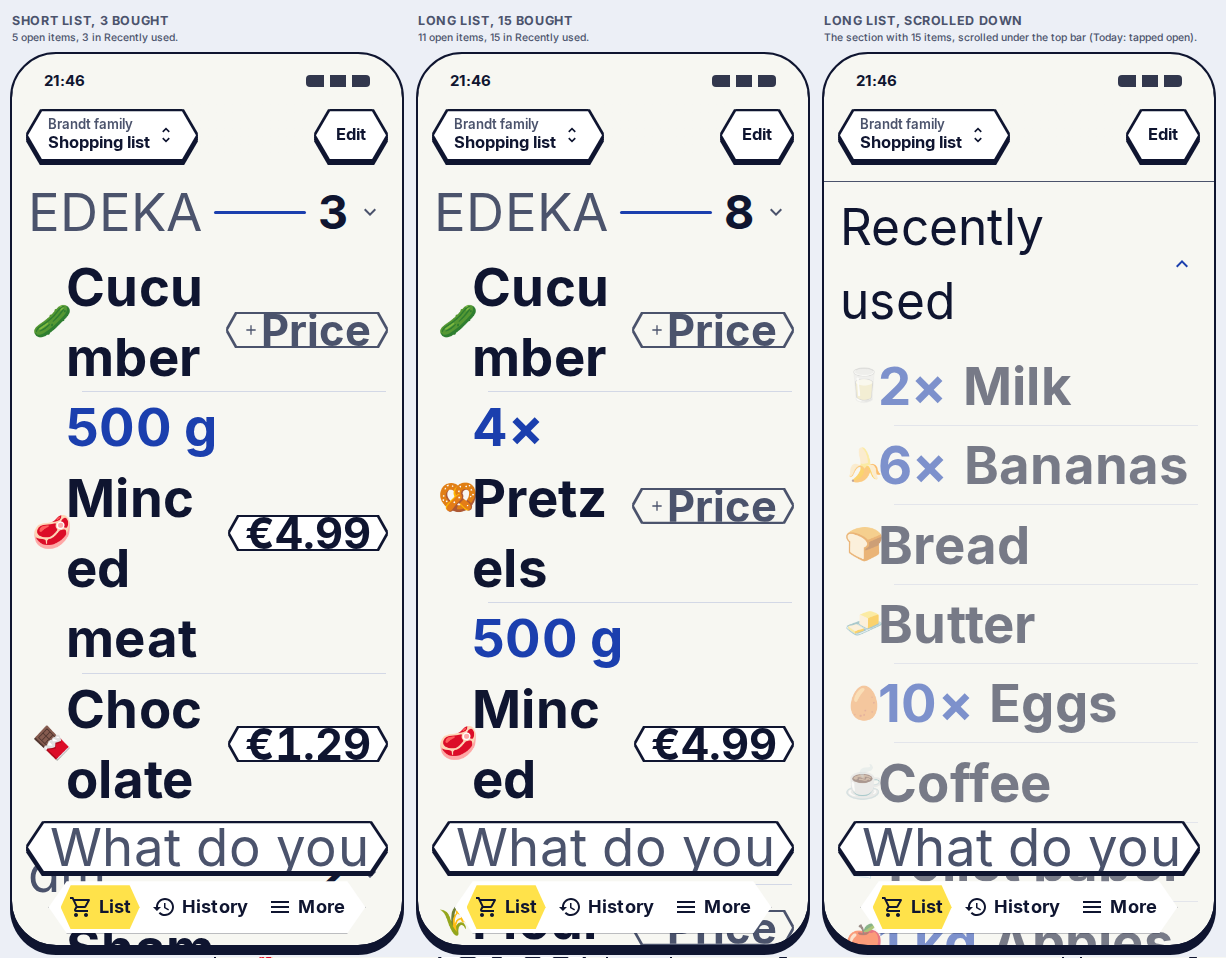 SHORT LIST, 3 BOUGHT
5 open items, 3 in Recently used.
21:46
Brandt family
Shopping list
Edit
EDEKA 3
Cucu
mber
+ Price
500 g
Minc
ed
meat
€4.99
Choc
olate
€1.29
What do you
dm
List
History
More
LONG LIST, 15 BOUGHT
11 open items, 15 in Recently used.
21:46
Brandt family
Shopping list
Edit
EDEKA 8
Cucu
mber
+ Price
4×
Pretz
els
+ Price
500 g
Minc
ed
€4.99
What do you
List
History
More
Price
LONG LIST, SCROLLED DOWN
The section with 15 items, scrolled under the top bar (Today: tapped open).
21:46
Brandt family
Shopping list
Edit
Recently
used
2× Milk
6× Bananas
Bread
Butter
10× Eggs
Coffee
What do you
List
History
More
1 kg Apples